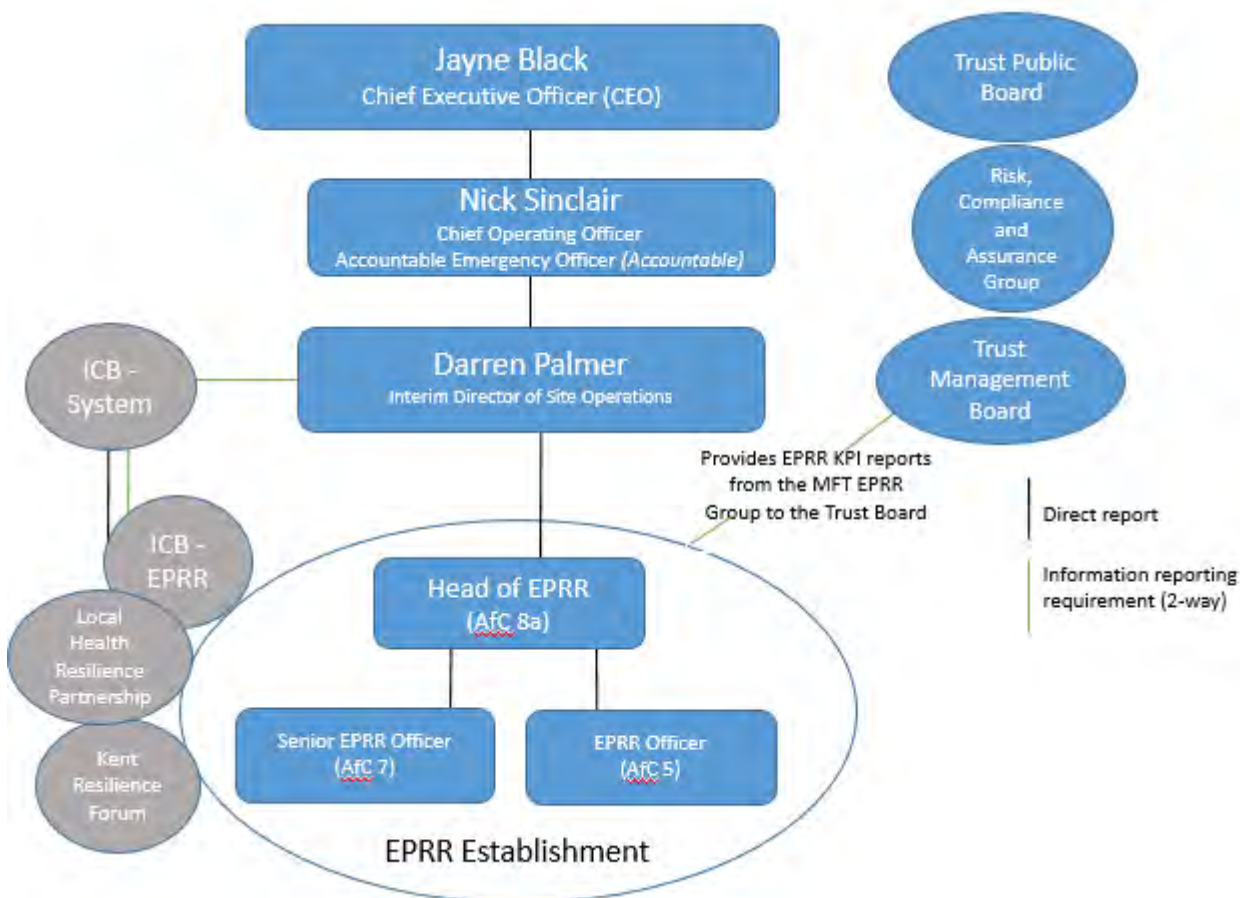 Jayne Black
Chief Executive Officer (CEO)
Trust Public
Board
Nick Sinclair
Chief Operating Officer
Accountable Emergency Officer (Accountable)
Risk,
Compliance
and
Assurance
Group
ICB -
System
Darren Palmer
Interim Director of Site Operations
Trust
Management
Board
Provides EPRR KPI reports
from the MFT EPRR
Group to the Trust Board
Direct report
Information reporting
requirement (2-way)
ICB -
EPRR
Head of EPRR
(AfC 8a)
Local
Health
Resilience
Partnership
Senior EPRR Officer
(AfC 7)
EPRR Officer
(AfC 5)
Kent
Resilience
Forum
EPRR Establishment